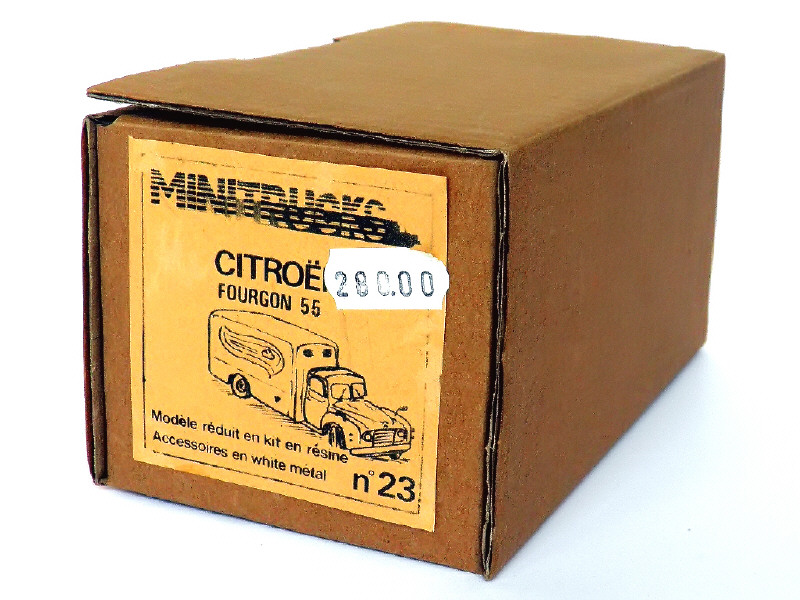 MINITRUCKS
CITROË
280.00
FOURGON 55
Modèle réduit en kit en résine
Accessoires en white métal
n°23